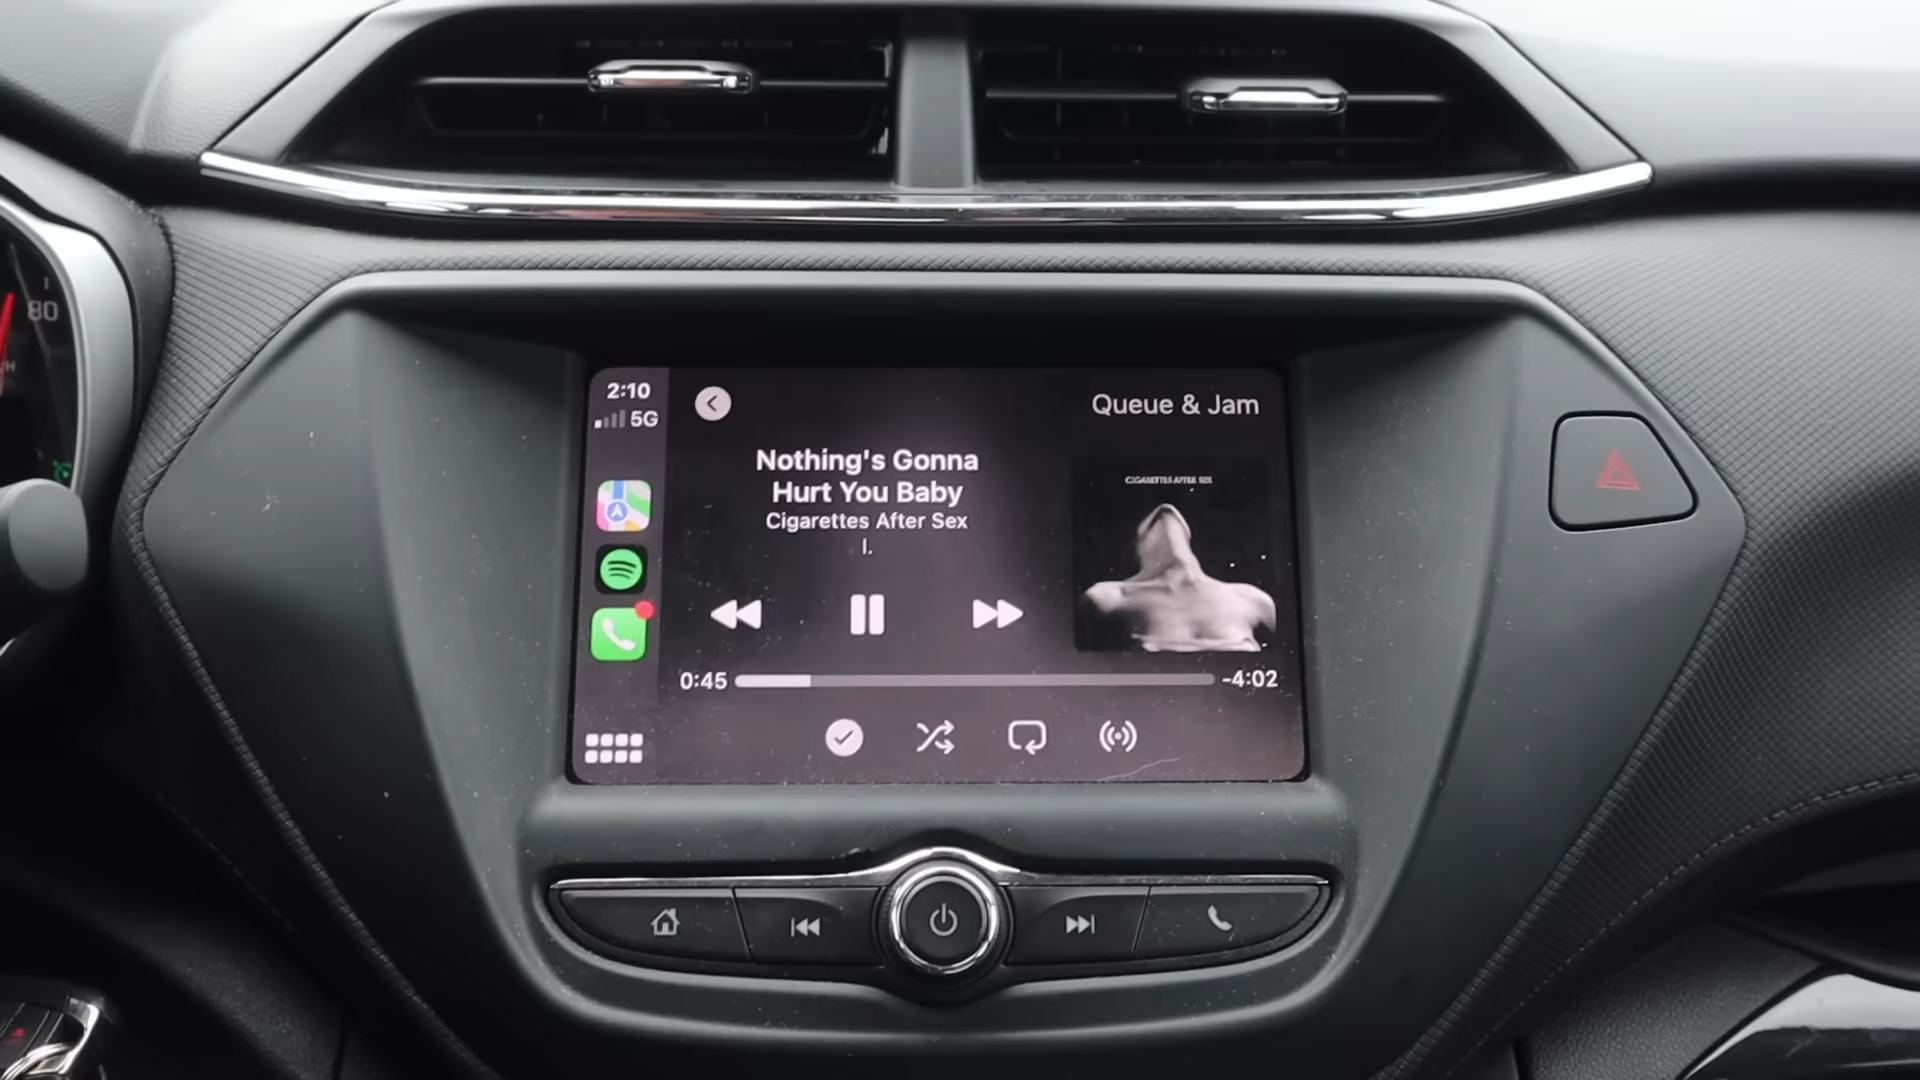 80
2:10
5G
Queue & Jam
Nothing's Gonna
Hurt You Baby
Cigarettes After Sex
I.
CIGARETTES AFTER SEX
0:45
-4:02